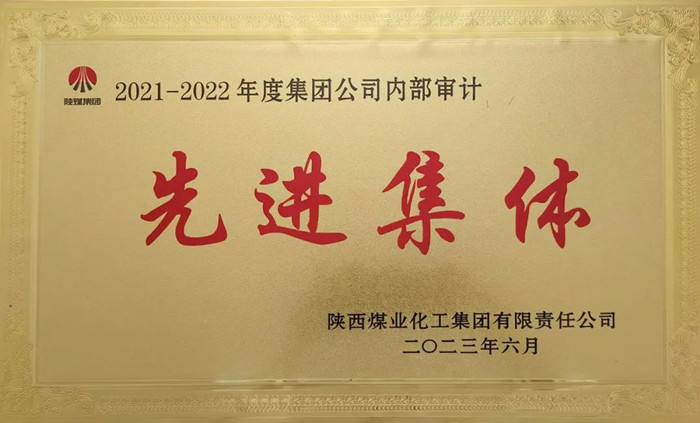 陕煤集团
2021-2022年度集团公司内部审计
先进集体
陕西煤业化工集团有限责任公司
二〇二三年六月